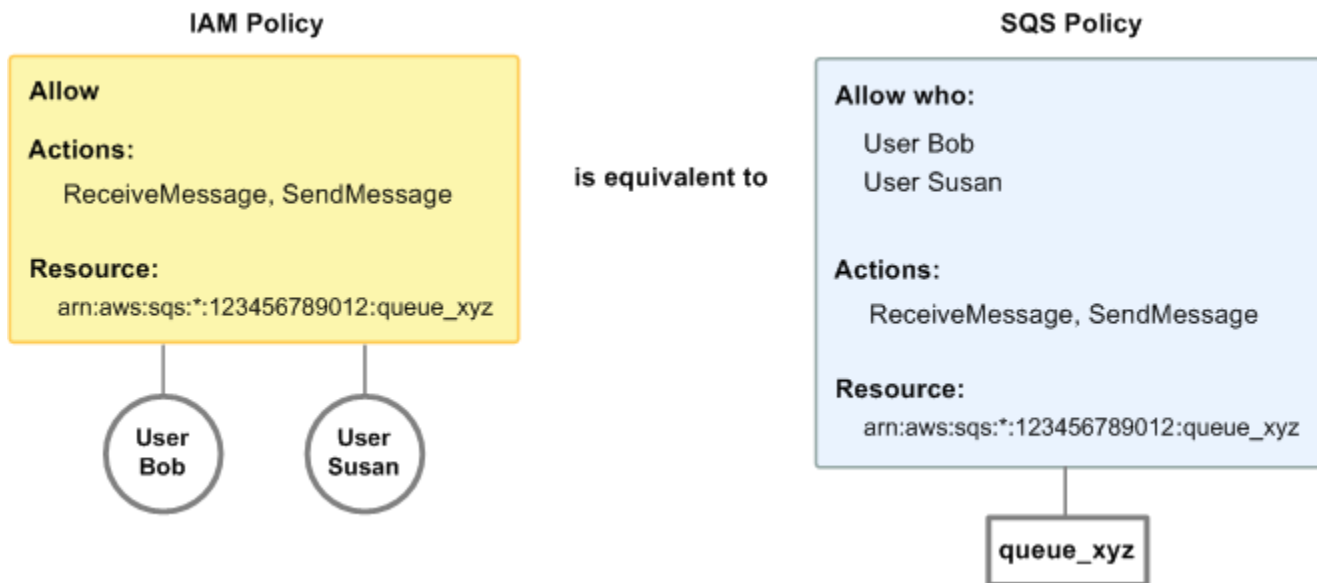 IAM Policy
Allow
Actions:
ReceiveMessage, SendMessage
Resource:
arn:aws:sqs:*:123456789012:queue_xyz
User
Bob
User
Susan
is equivalent to
SQS Policy
Allow who:
User Bob
User Susan
Actions:
ReceiveMessage, SendMessage
Resource:
arn:aws:sqs:*:123456789012:queue_xyz
queue_xyz